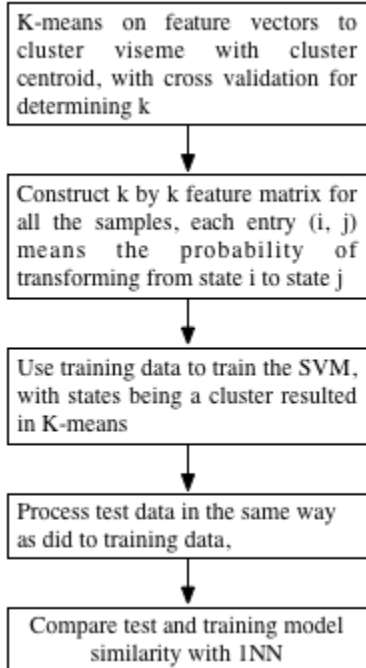 K-means on feature vectors to
cluster viseme with cluster
centroid, with cross validation for
determining k
Construct k by k feature matrix for
all the samples, each entry (i, j)
means the probability of
transforming from state i to state j
Use training data to train the SVM,
with states being a cluster resulted
in K-means
Process test data in the same way
as did to training data,
Compare test and training model
similarity with 1NN